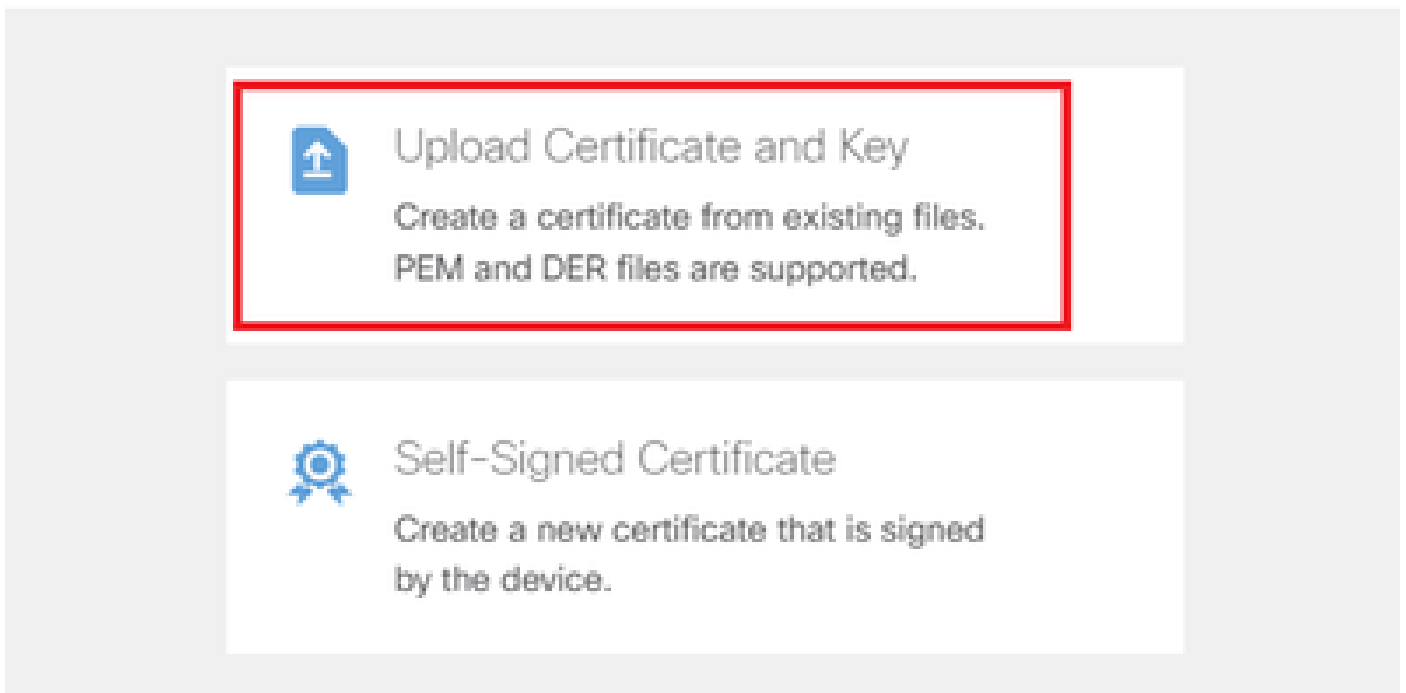 Upload Certificate and Key
Create a certificate from existing files.
PEM and DER files are supported.
Self-Signed Certificate
Create a new certificate that is signed
by the device.